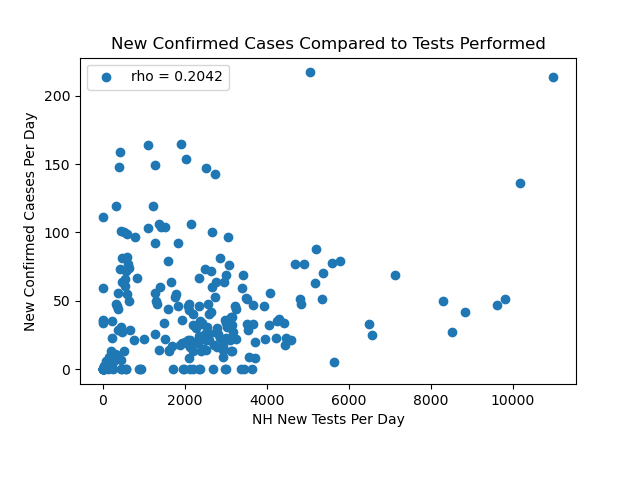 New Confirmed Cases Compared to Tests Performed
rho = 0.2042
New Confirmed Caeses Per Day
200
150
100
50
0
0 2000 4000 6000 8000 10000
NH New Tests Per Day